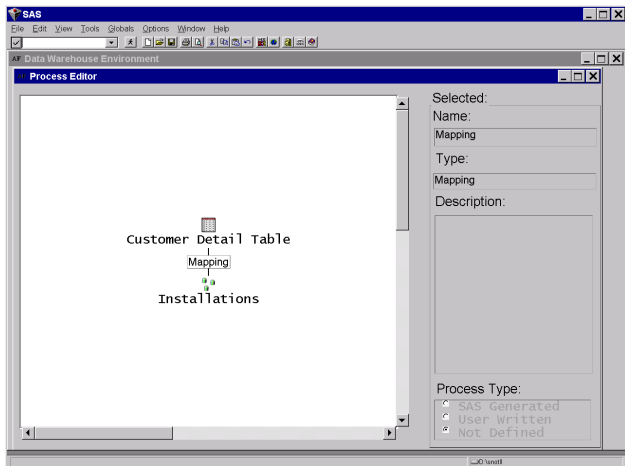 SAS
File Edit View Tools Globals Options Window Help
Data Warehouse Environment
Process Editor
Selected:
Name:
Mapping
Type:
Mapping
Description:
Customer Detail Table
Mapping
Installations
Process Type:
SAS Generated
User Written
Not Defined